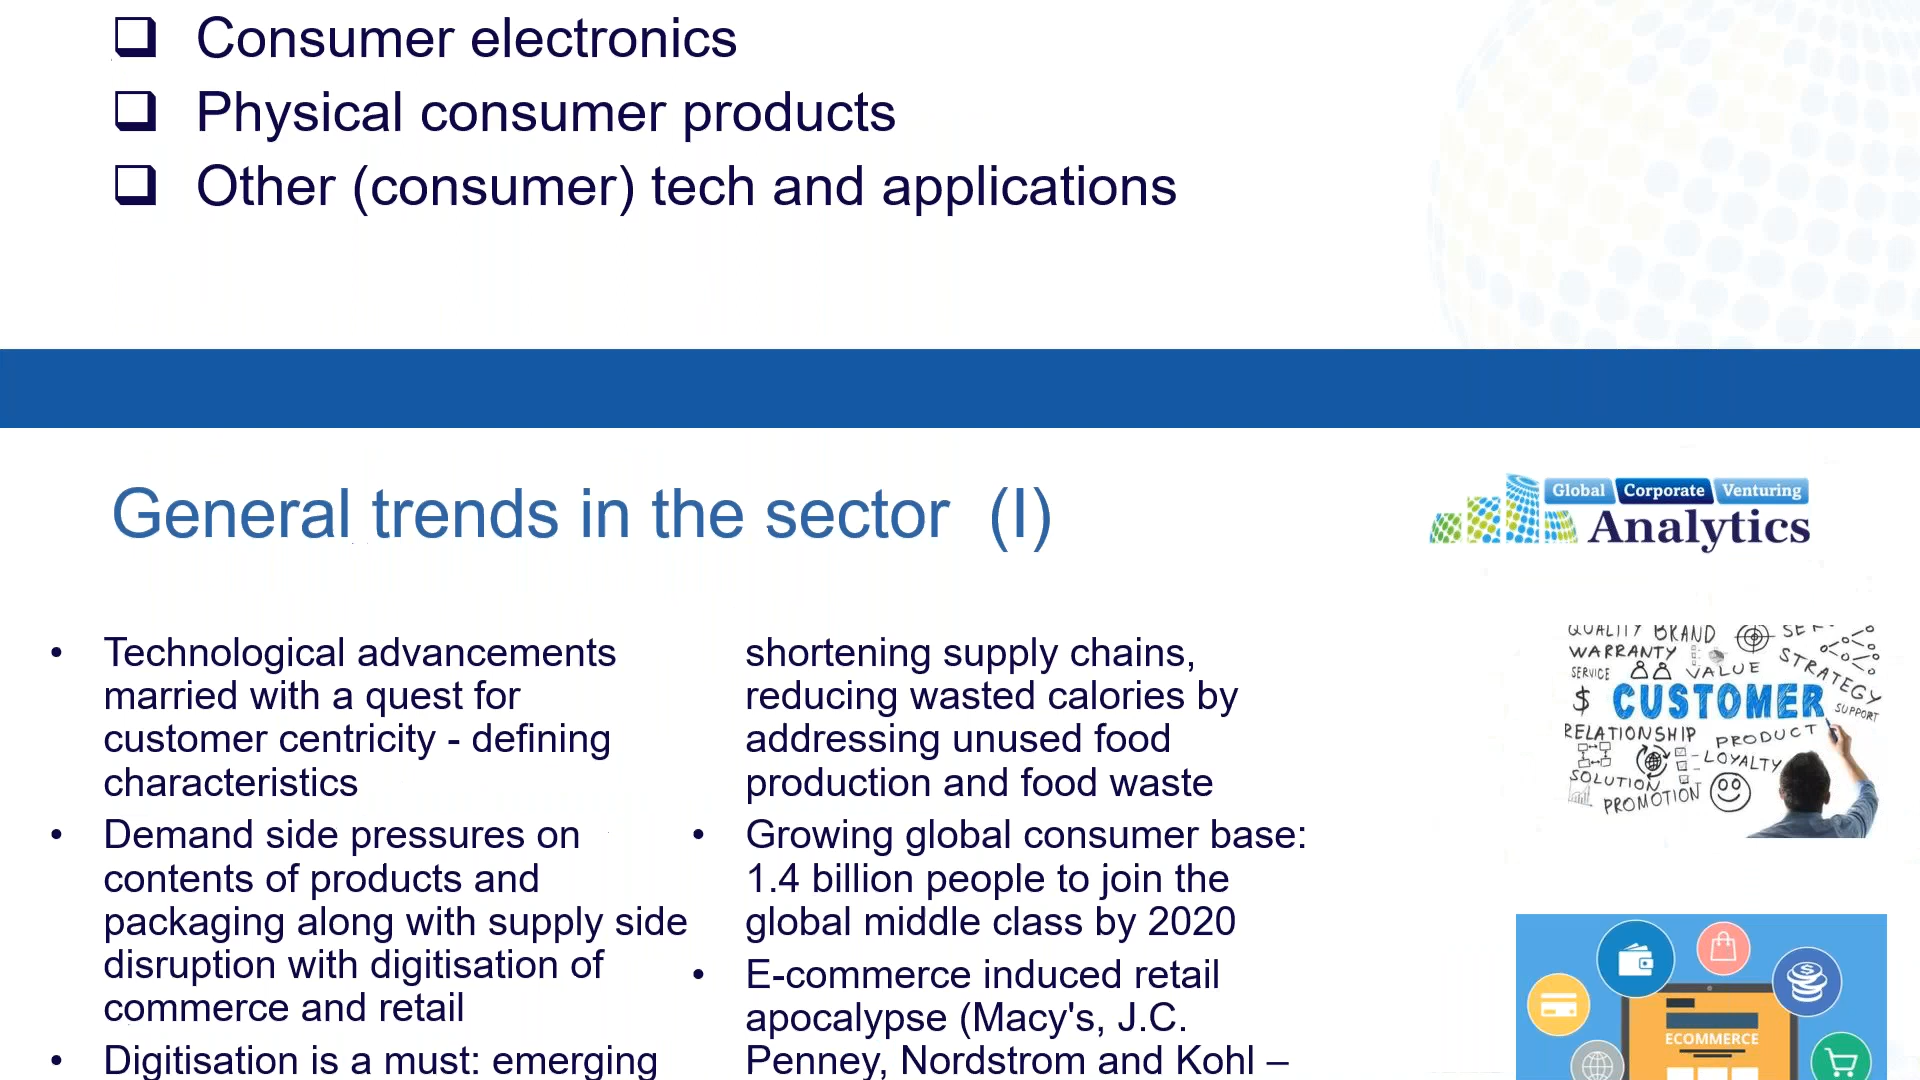 Consumer electronics
Physical consumer products
Other (consumer) tech and applications
General trends in the sector (I)
Global Corporate Venturing
Analytics
• Technological advancements
married with a quest for
customer centricity - defining
characteristics
• Demand side pressures on
contents of products and
packaging along with supply side
disruption with digitisation of
commerce and retail
• Digitisation is a must: emerging
shortening supply chains,
reducing wasted calories by
addressing unused food
production and food waste
• Growing global consumer base:
1.4 billion people to join the
global middle class by 2020
• E-commerce induced retail
apocalypse (Macy's, J.C.
Penney, Nordstrom and Kohl –
QUALITY BRAND
WARRANTY
SERVICE
VALUE
STRATEGY
$ CUSTOMER
SUPPORT
RELATIONSHIP
PRODUCT
LOYALTY
SOLUTION
PROMOTION
ECOMMERCE